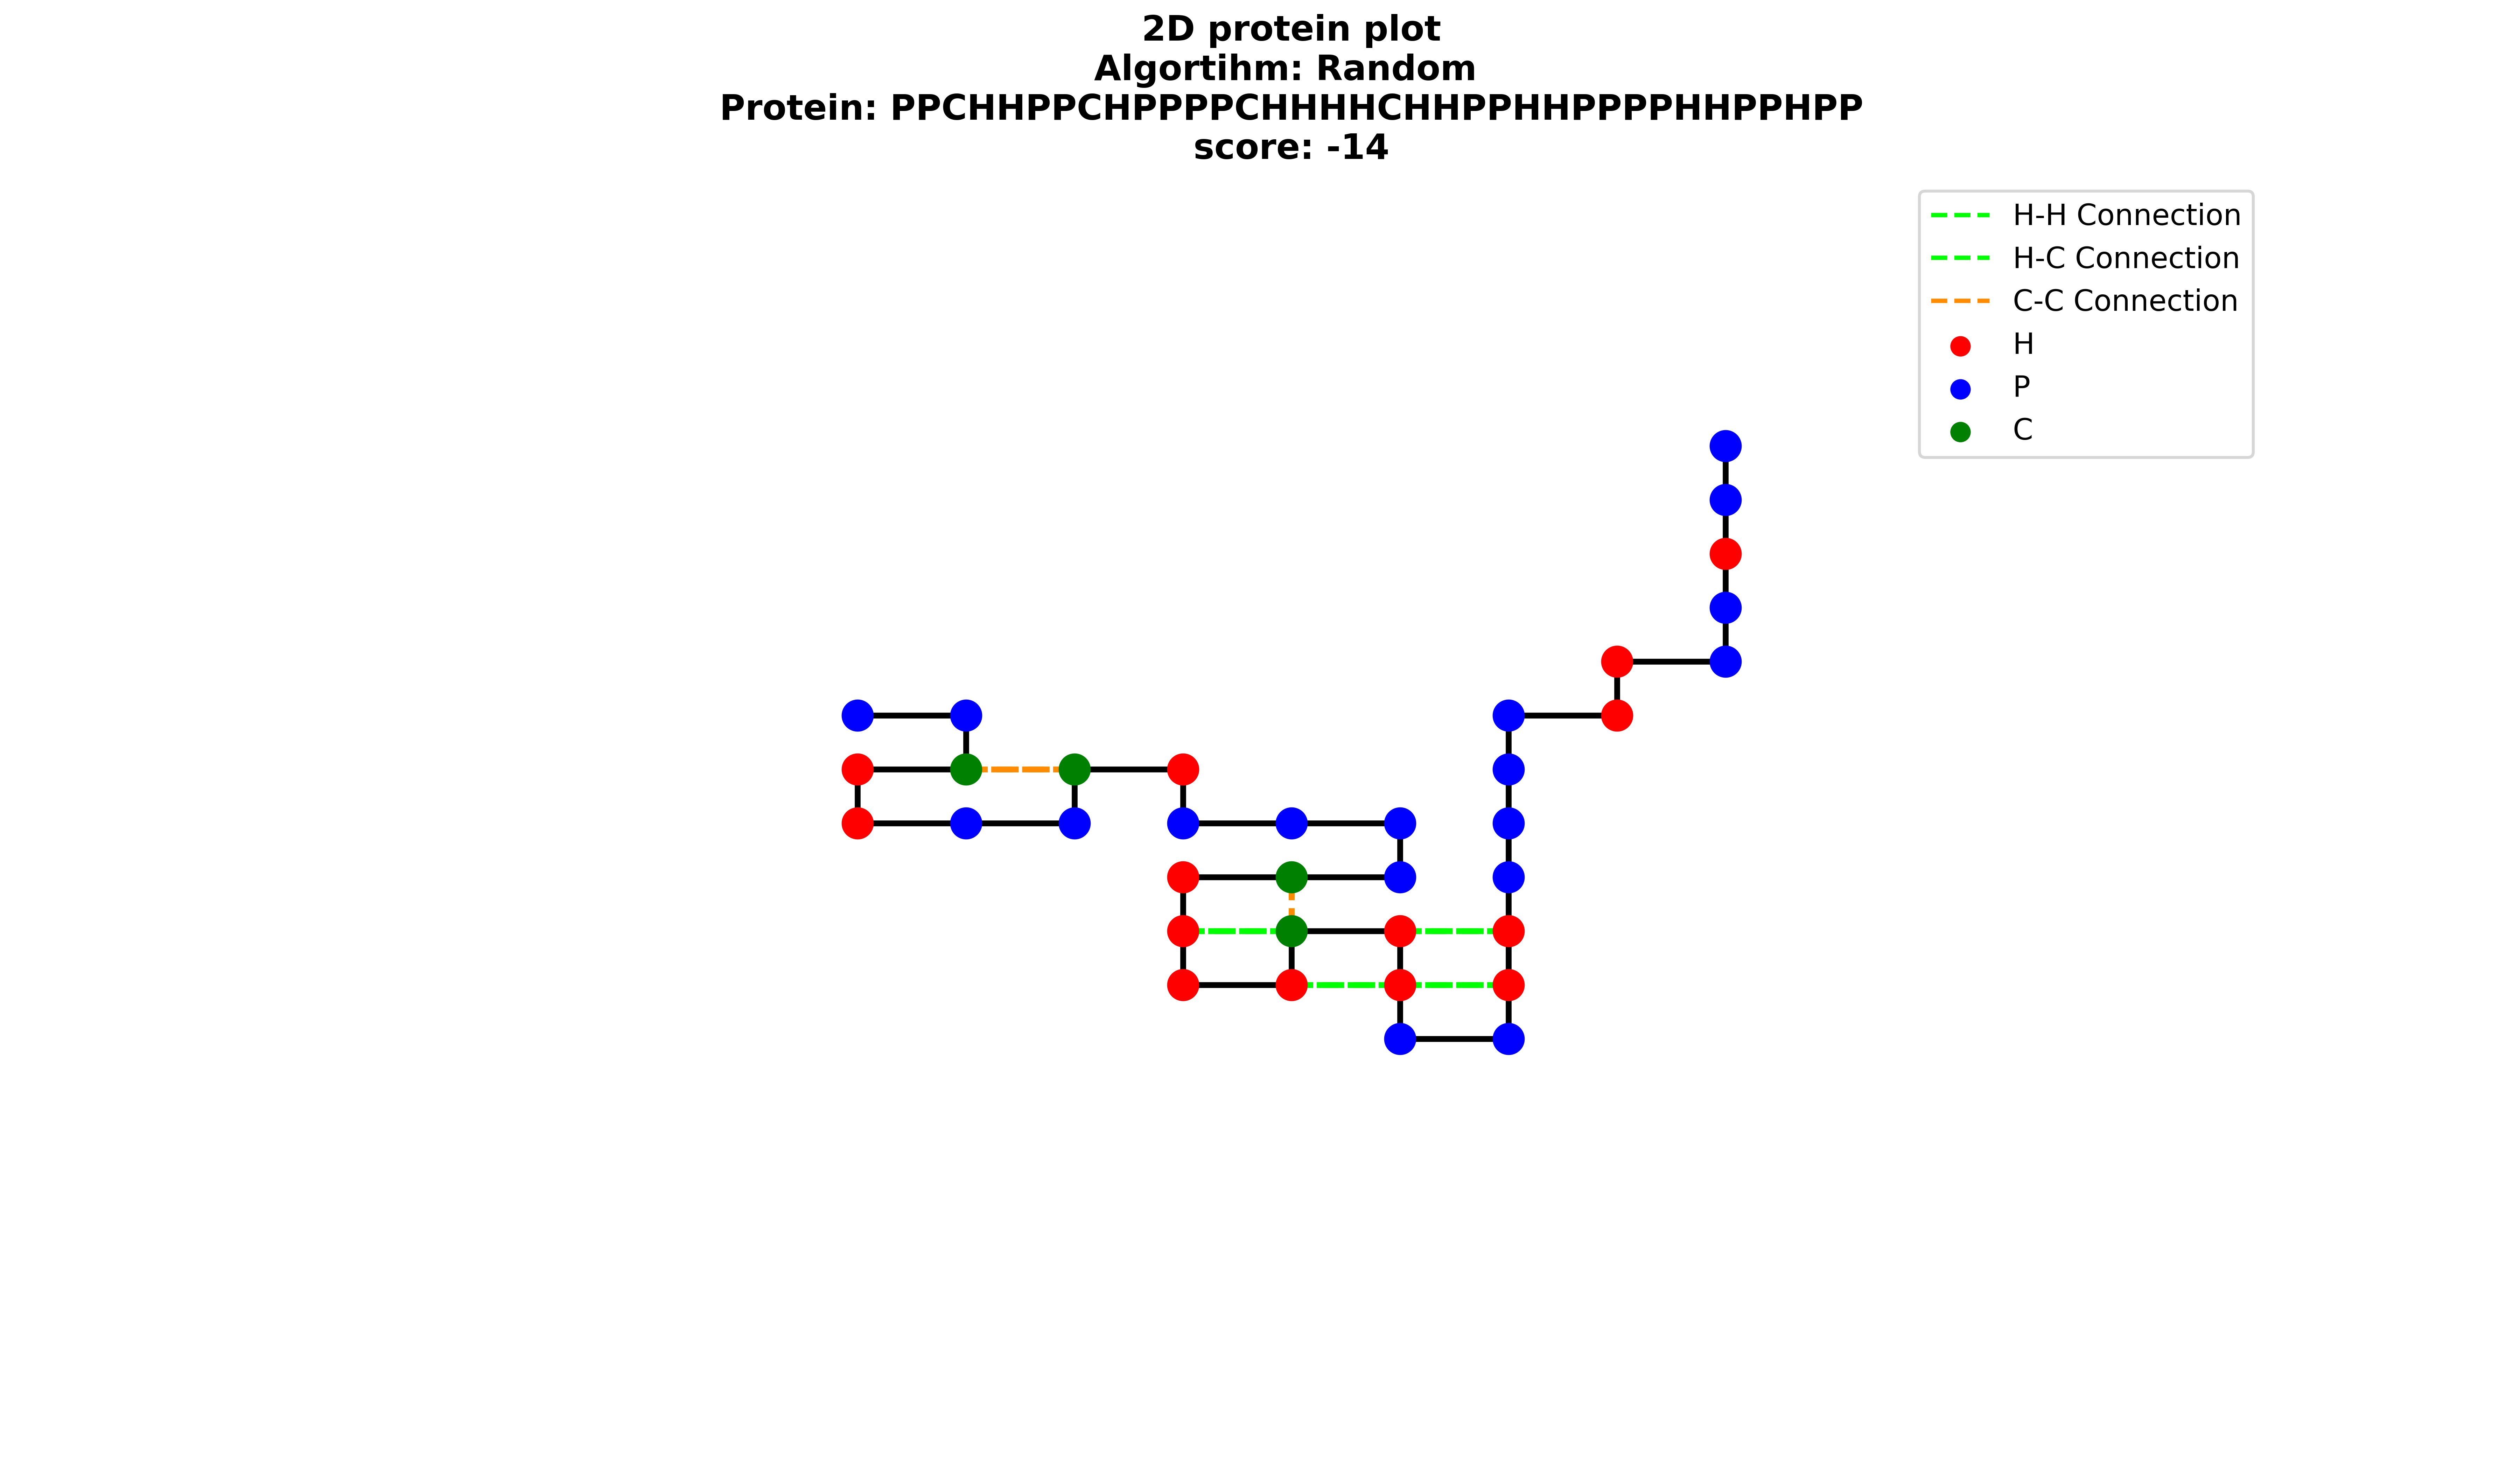 2D protein plot
Algortihm: Random
Protein: PPCHHPPCHPPPPCHHHHCHHPPHHPPPPHHPPHPP
score: -14
H-H Connection
H-C Connection
C-C Connection
H
P
C